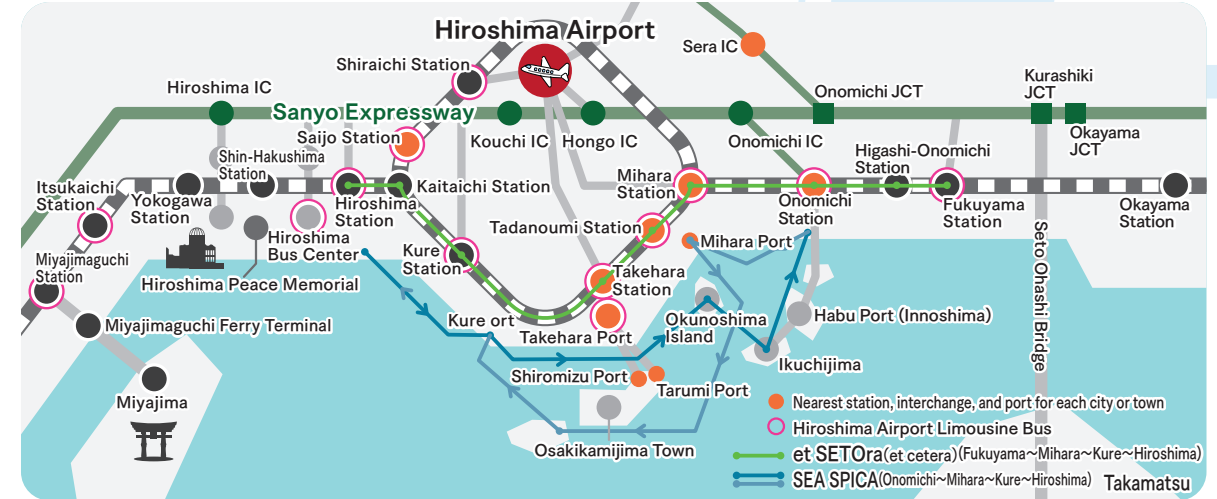 Hiroshima Airport
Sera IC
Shiraichi Station
Hiroshima IC
Sanyo Expressway
Kouchi IC
Hongo IC
Onomichi IC
Onomichi JCT
Kurashiki
JCT
Okayama
JCT
Saijo Station
Shin-Hakushima
Station
Higashi-Onomichi
Station
Itsukaichi
Station
Yokogawa
Station
Hiroshima
Station
Kaitaichi Station
Mihara
Station
Onomichi
Station
Fukuyama
Station
Okayama
Station
Hiroshima
Bus Center
Tadanoumi Station
Mihara Port
Kure
Station
Miyajimaguchi
Station
Hiroshima Peace Memorial
Takehara
Station
Seto Ohashi Bridge
Miyajimaguchi Ferry Terminal
Kure ort
Takehara Port
Okunoshima
Island
Habu Port (Innoshima)
Ikuchijima
Shiromizu Port
Tarumi Port
Miyajima
Osakikamijima Town
Nearest station, interchange, and port for each city or town
Hiroshima Airport Limousine Bus
et SETOra(et cetera)(Fukuyama~Mihara~Kure~Hiroshima)
SEA SPICA(Onomichi~Mihara~Kure~Hiroshima)
Takamatsu